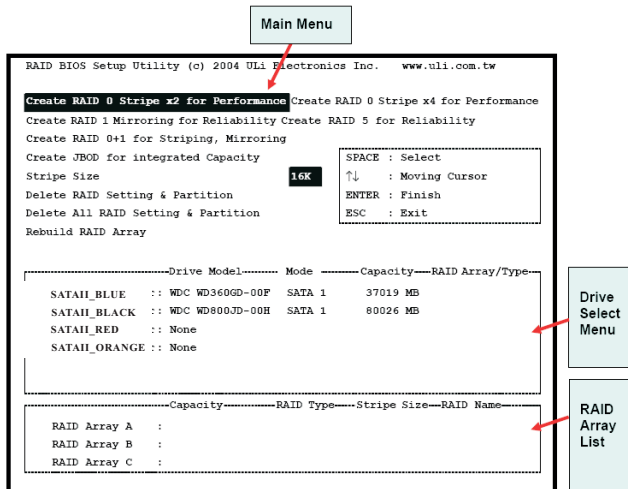 Main Menu
RAID BIOS Setup Utility (c) 2004 ULi Electronics Inc. www.uli.com.tw
Create RAID 0 Stripe x2 for Performance Create RAID 0 Stripe x4 for Performance
Create RAID 1 Mirroring for Reliability Create RAID 5 for Reliability
Create RAID 0+1 for Striping, Mirroring
Create JBOD for integrated Capacity
Stripe Size 16K
Delete RAID Setting & Partition
Delete All RAID Setting & Partition
Rebuild RAID Array
SPACE : Select
↑↓ : Moving Cursor
ENTER : Finish
ESC : Exit
Drive Model Mode Capacity RAID Array/Type
SATAII_BLUE :: WDC WD360GD-00F SATA 1 37019 MB
SATAII_BLACK :: WDC WD800JD-00H SATA 1 80026 MB
SATAII_RED :: None
SATAII_ORANGE :: None
Drive Select Menu
Capacity RAID Type Stripe Size RAID Name
RAID Array A :
RAID Array B :
RAID Array C :
RAID Array List